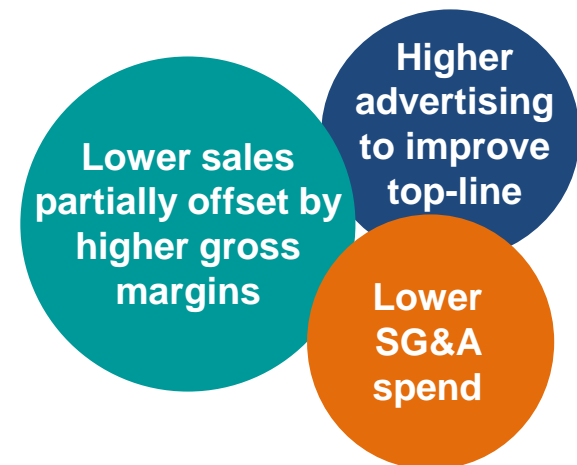 Lower sales
partially offset by
higher gross
margins
Higher
advertising
to improve
top-line
Lower
SG&A
spend